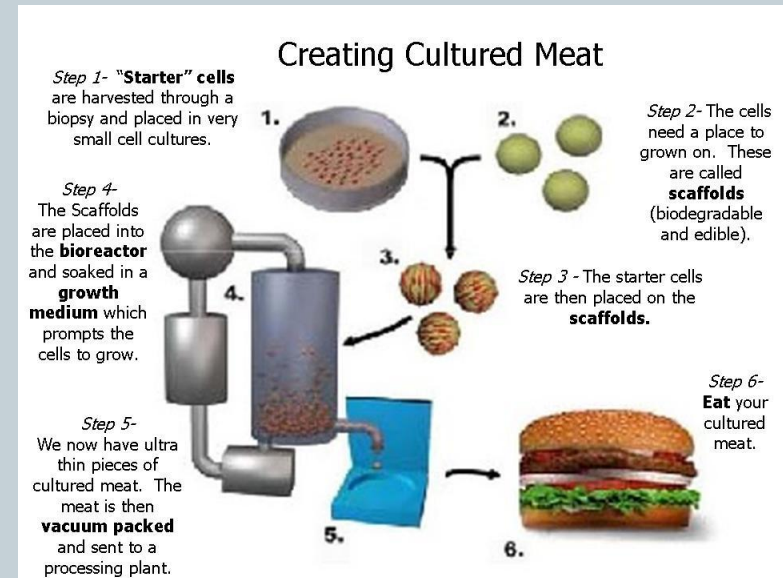 Creating Cultured Meat
Step 1- “Starter” cells
are harvested through a
biopsy and placed in very
small cell cultures.
1.
2.
Step 2- The cells
need a place to
grown on. These
are called
scaffolds
(biodegradable
and edible).
3.
Step 3 - The starter cells
are then placed on the
scaffolds.
Step 4-
The Scaffolds
are placed into
the bioreactor
and soaked in a
growth
medium which
prompts the
cells to grow.
4.
Step 5-
We now have ultra
thin pieces of
cultured meat. The
meat is then
vacuum packed
and sent to a
processing plant.
5.
Step 6-
Eat your
cultured
meat.
6.